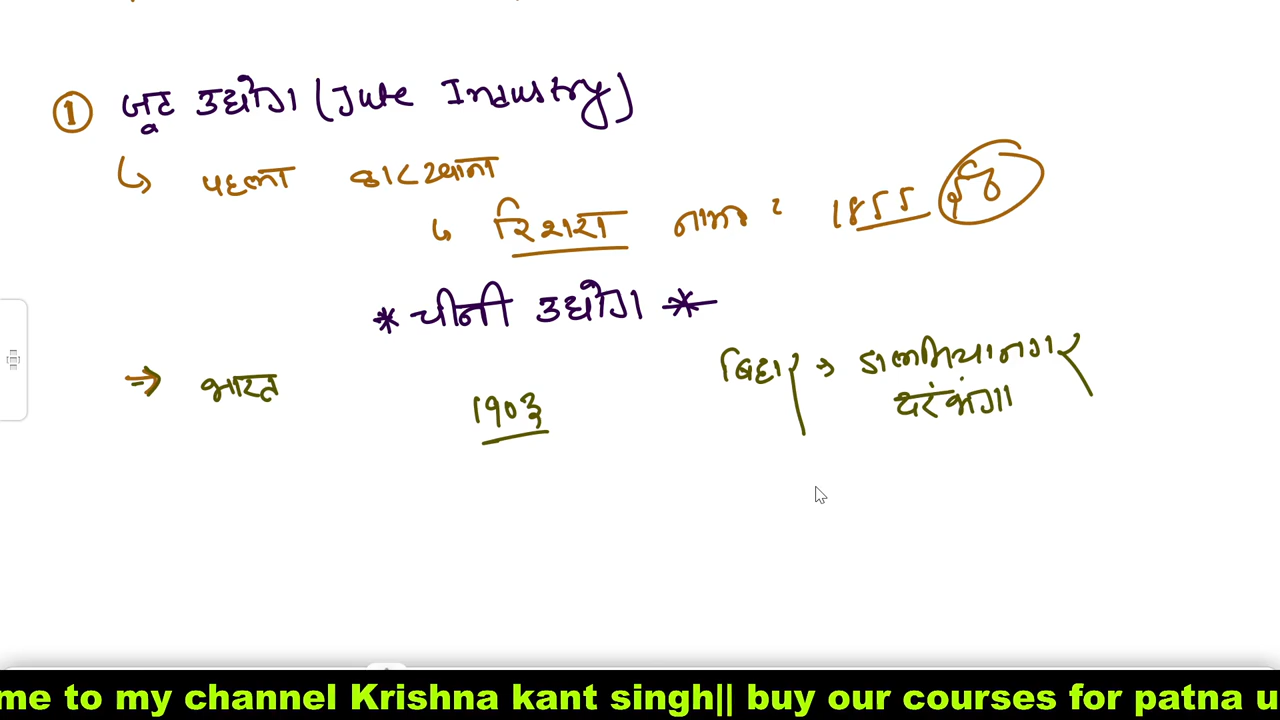 ① जूट उद्योग (Jute Industry)
↳ पहला कारखाना
↳ रिशरा नामक : 1855 ई०
* चीनी उद्योग *
→ भारत
1903
बिहार → डालमियानगर
दरभंगा
me to my channel Krishna kant singh|| buy our courses for patna u